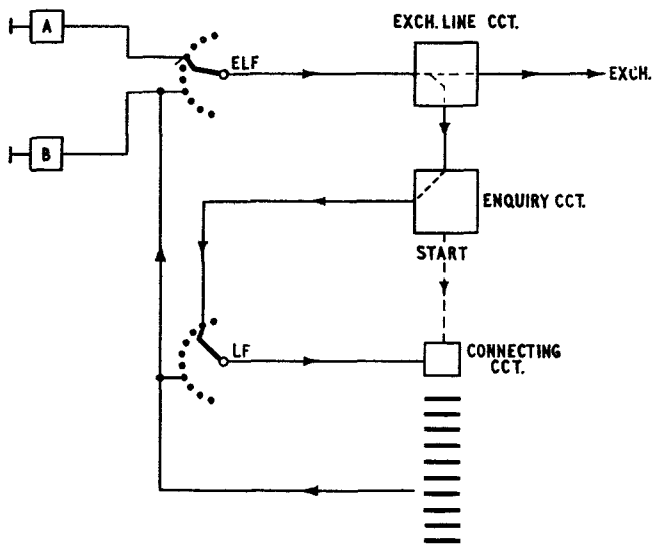 A
ELF
EXCH. LINE CCT.
EXCH.
B
ENQUIRY CCT.
START
LF
CONNECTING
CCT.